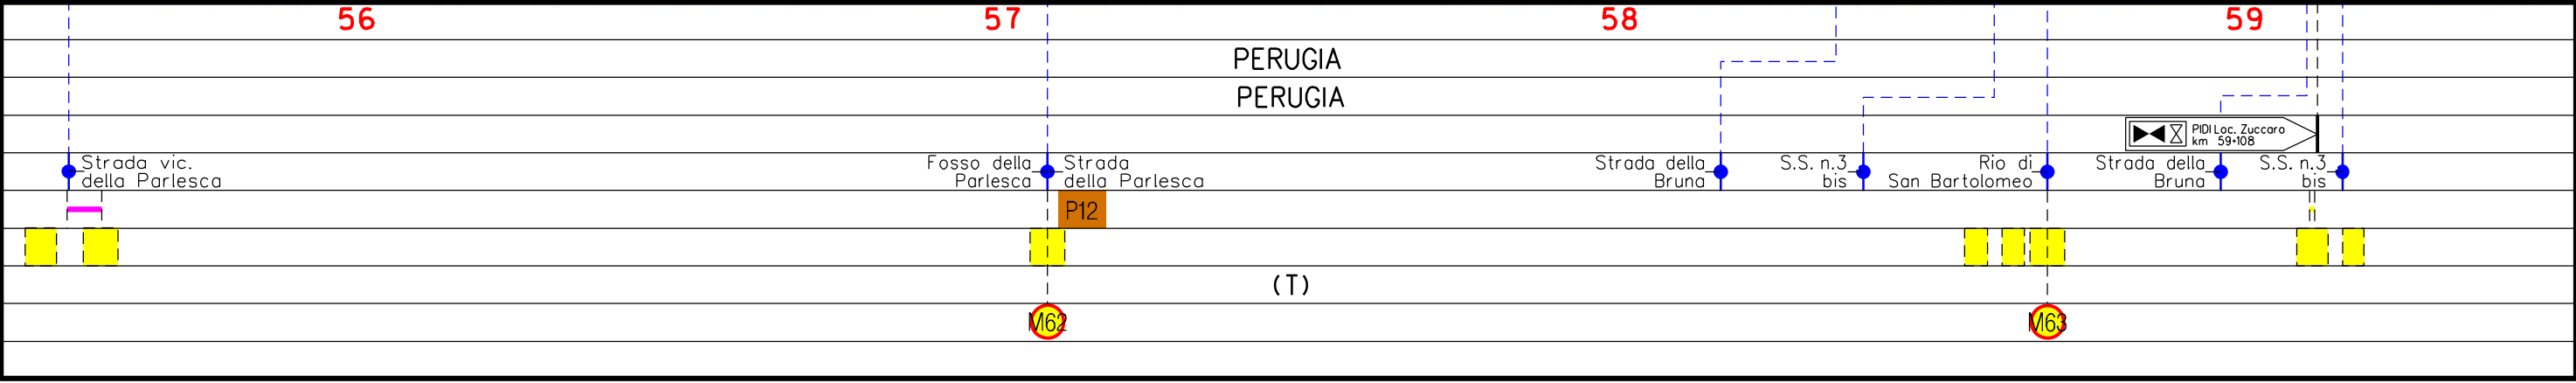 56 57 58 59
PERUGIA
PERUGIA
PIDI Loc. Zuccaro
km 59+108
Strada vic.
della Parlesca
Fosso della
Parlesca
Strada
della Parlesca
Strada della
Bruna
S.S. n.3
bis
Rio di
San Bartolomeo
Strada della
Bruna
S.S. n.3
bis
P12
(T)
M62 M63